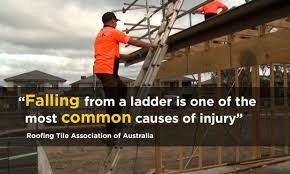 “Falling from a ladder is one of the
most common causes of injury”
Roofing Tile Association of Australia